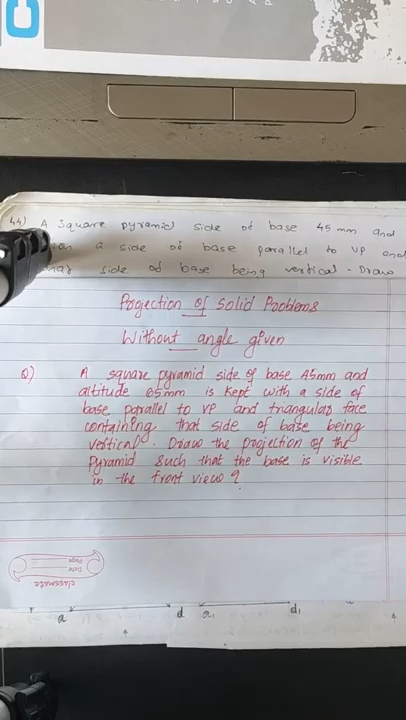 44) A Square pyramid side of base 45 mm and
a side of base parallel to VP and
side of base being vertical. Draw
Projection of Solid Problems
Without angle given
Q) A square pyramid side of base 45mm and
altitude 65mm is kept with a side of
base parallel to VP and triangular face
containing that side of base being
vertical. Draw the projection of the
Pyramid such that the base is visible
in the front view?
Page
Date
classmate
a d a1 d1